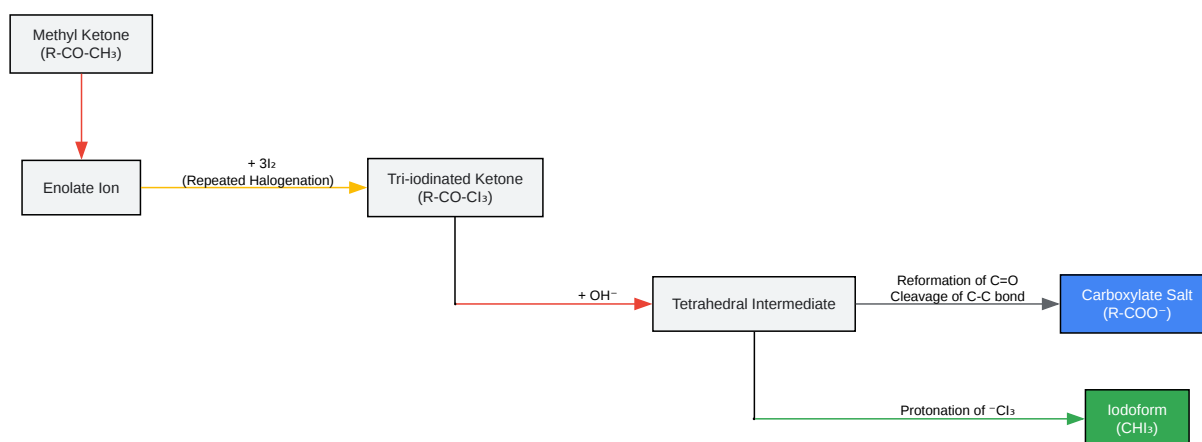 Methyl Ketone
(R-CO-CH₃)
Enolate Ion
+ 3I₂
(Repeated Halogenation)
Tri-iodinated Ketone
(R-CO-CI₃)
+ OH⁻
Tetrahedral Intermediate
Reformation of C=O
Cleavage of C-C bond
Carboxylate Salt
(R-COO⁻)
Protonation of ⁻CI₃
Iodoform
(CHI₃)